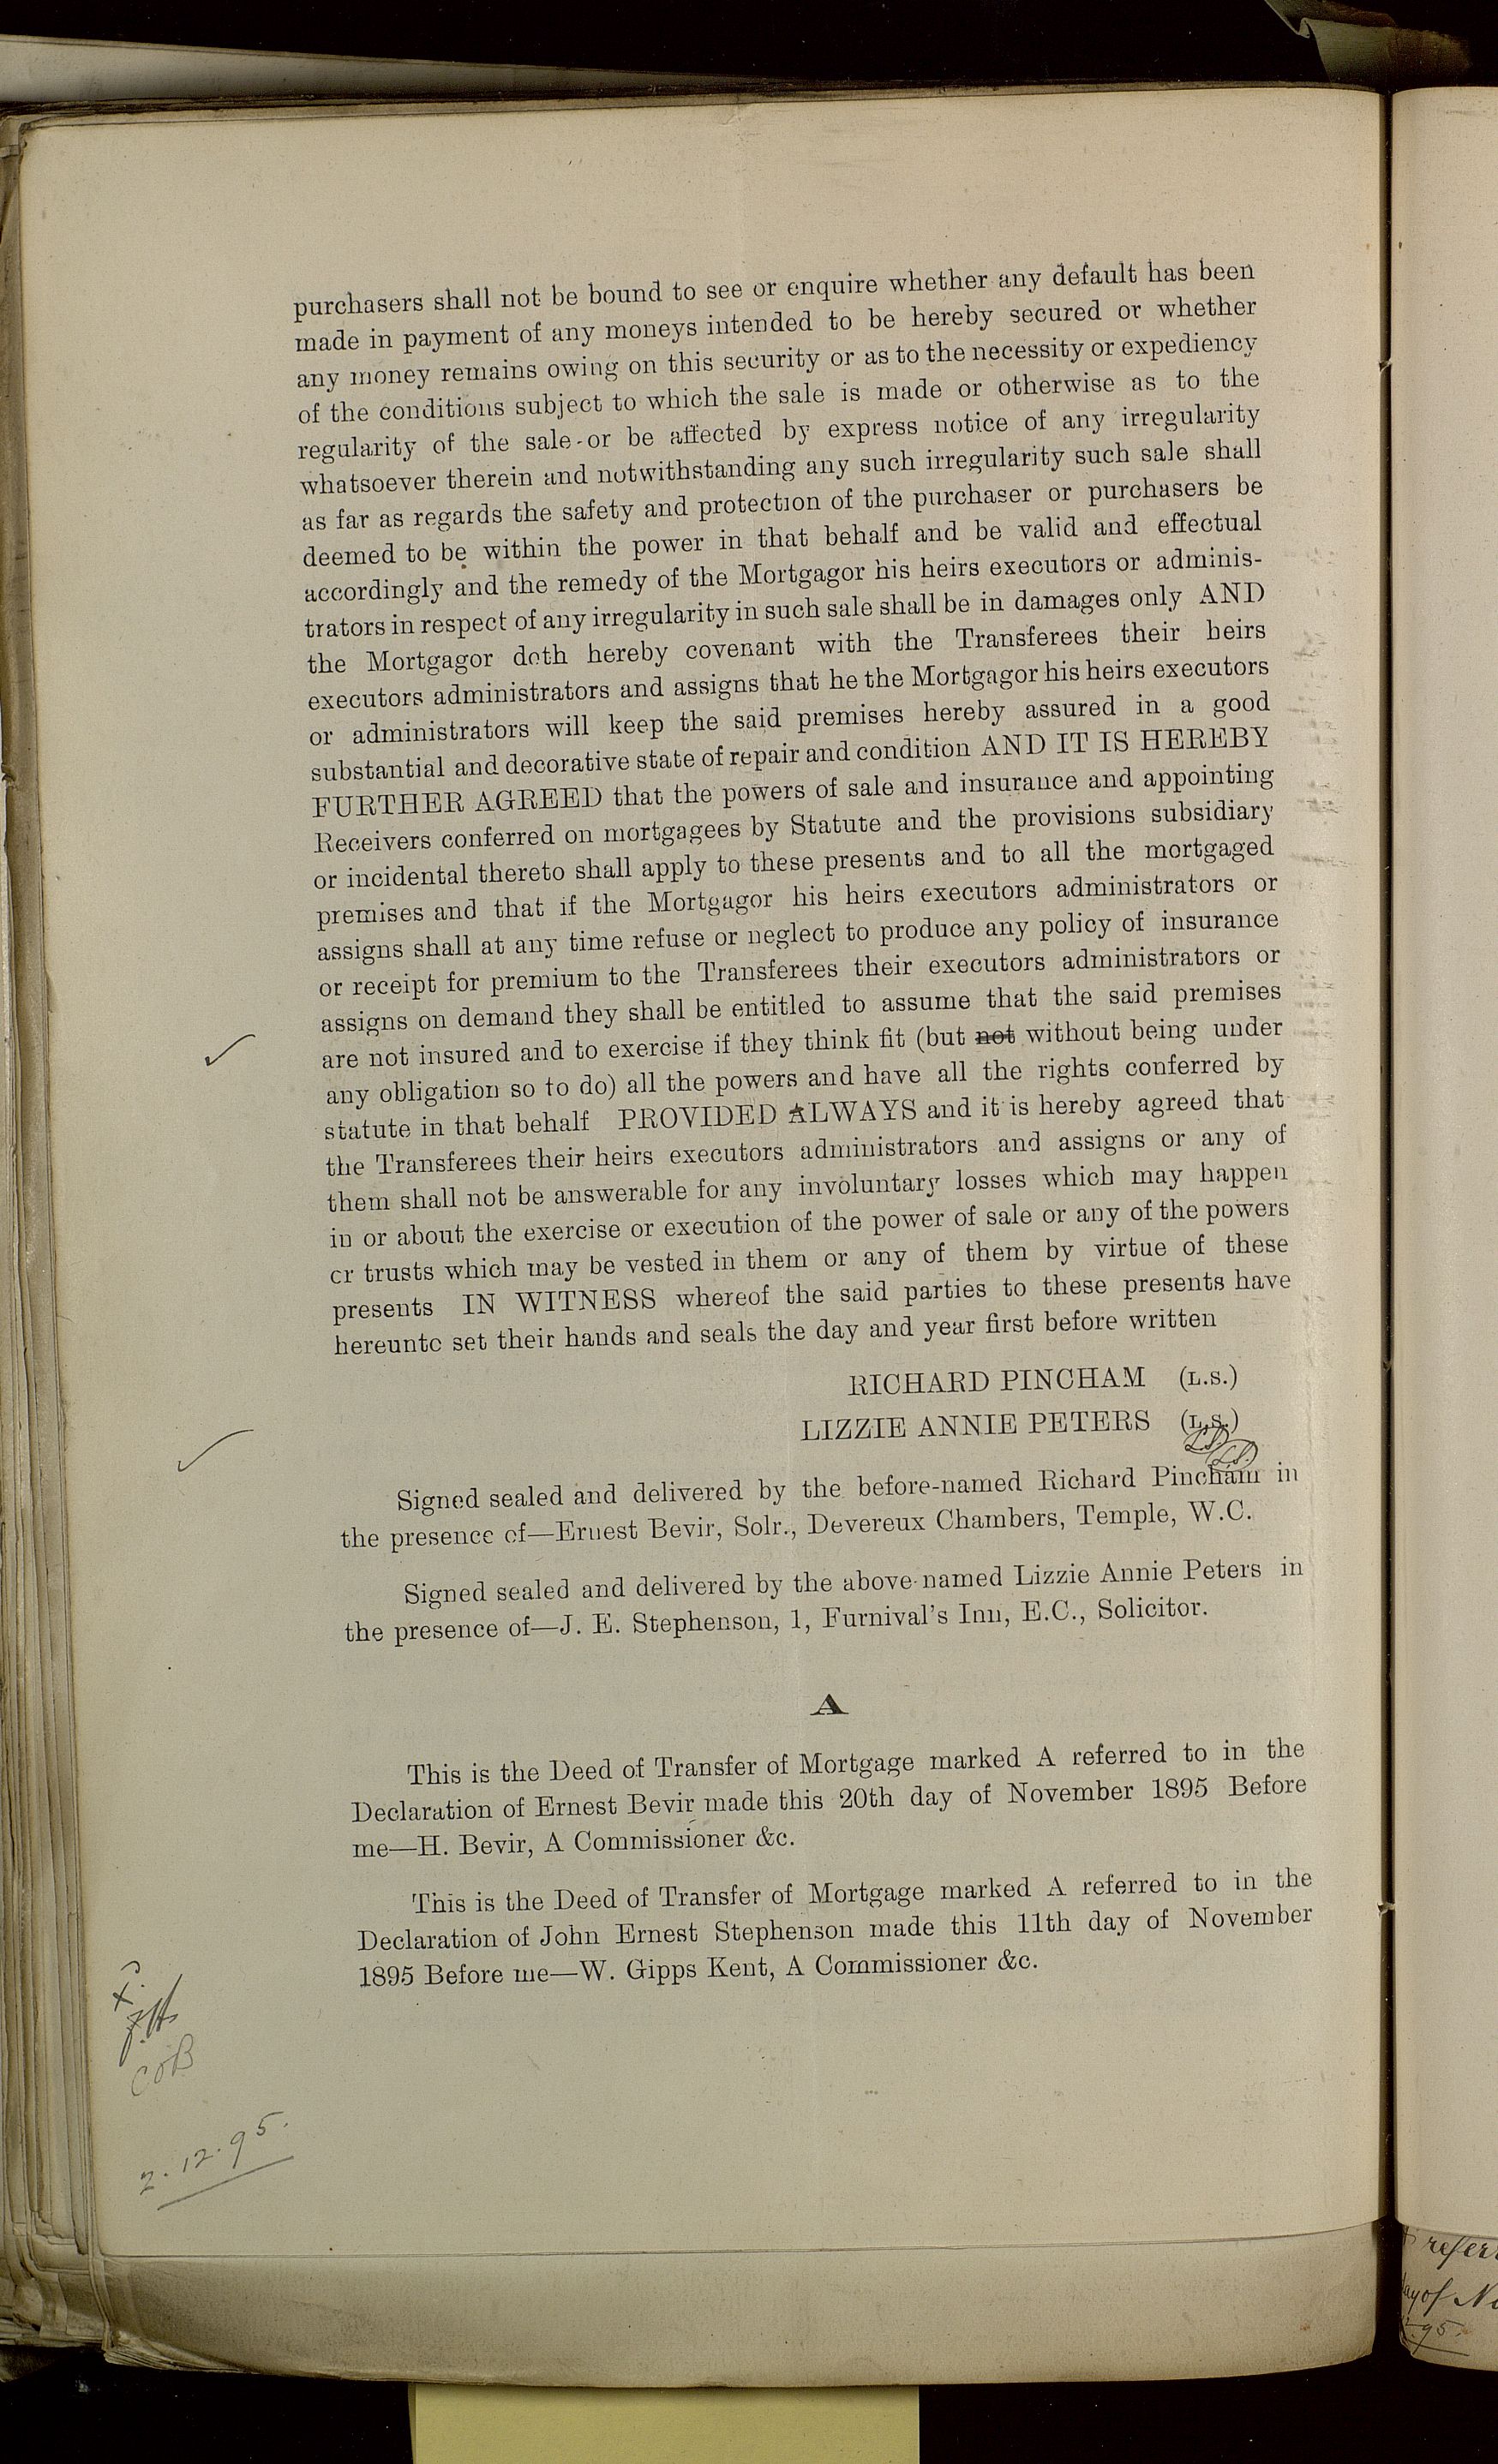 purchasers shall not be bound to see or enquire whether any default has been
made in payment of any moneys intended to be hereby secured or whether
any money remains owing on this security or as to the necessity or expediency
of the conditions subject to which the sale is made or otherwise as to the
regularity of the sale or be affected by express notice of any irregularity
whatsoever therein and notwithstanding any such irregularity such sale shall
as far as regards the safety and protection of the purchaser or purchasers be
deemed to be within the power in that behalf and be valid and effectual
accordingly and the remedy of the Mortgagor his heirs executors or adminis-
trators in respect of any irregularity in such sale shall be in damages only AND
the Mortgagor doth hereby covenant with the Transferees their heirs
executors administrators and assigns that he the Mortgagor his heirs executors
or administrators will keep the said premises hereby assured in a good
substantial and decorative state of repair and condition AND IT IS HEREBY
FURTHER AGREED that the powers of sale and insurance and appointing
Receivers conferred on mortgagees by Statute and the provisions subsidiary
or incidental thereto shall apply to these presents and to all the mortgaged
premises and that if the Mortgagor his heirs executors administrators or
assigns shall at any time refuse or neglect to produce any policy of insurance
or receipt for premium to the Transferees their executors administrators or
assigns on demand they shall be entitled to assume that the said premises
are not insured and to exercise if they think fit (but not without being under
any obligation so to do) all the powers and have all the rights conferred by
statute in that behalf PROVIDED ALWAYS and it is hereby agreed that
the Transferees their heirs executors administrators and assigns or any of
them shall not be answerable for any involuntary losses which may happen
in or about the exercise or execution of the power of sale or any of the powers
or trusts which may be vested in them or any of them by virtue of these
presents IN WITNESS whereof the said parties to these presents have
hereunto set their hands and seals the day and year first before written
RICHARD PINCHAM (L.S.)
LIZZIE ANNIE PETERS (L.S.)
Signed sealed and delivered by the before-named Richard Pincham in
the presence of—Ernest Bevir, Solr., Devereux Chambers, Temple, W.C.
Signed sealed and delivered by the above-named Lizzie Annie Peters in
the presence of—J. E. Stephenson, 1, Furnival's Inn, E.C., Solicitor.
A
This is the Deed of Transfer of Mortgage marked A referred to in the
Declaration of Ernest Bevir made this 20th day of November 1895 Before
me—H. Bevir, A Commissioner &c.
This is the Deed of Transfer of Mortgage marked A referred to in the
Declaration of John Ernest Stephenson made this 11th day of November
1895 Before me—W. Gipps Kent, A Commissioner &c.
COB
2.12.95.